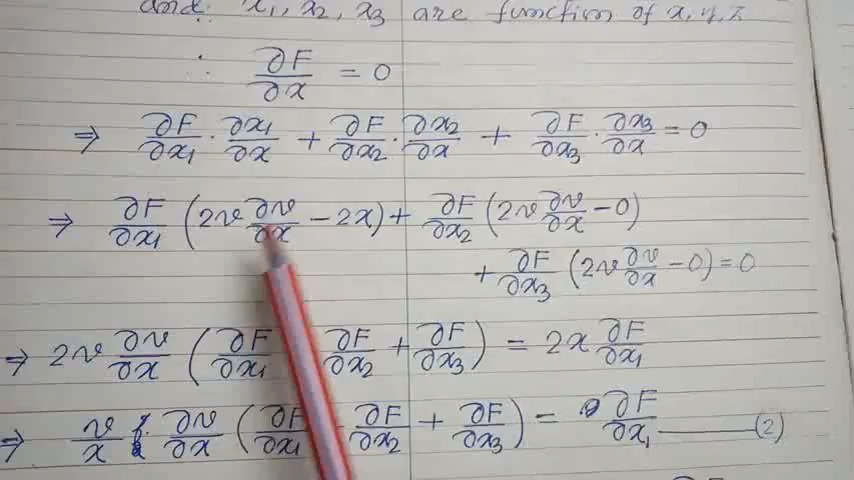 and x₁, x₂, x₃ are function of x, y, z
∴ ∂F/∂x = 0
⇒ ∂F/∂x₁ · ∂x₁/∂x + ∂F/∂x₂ · ∂x₂/∂x + ∂F/∂x₃ · ∂x₃/∂x = 0
⇒ ∂F/∂x₁ (2v ∂v/∂x − 2x) + ∂F/∂x₂ (2v ∂v/∂x − 0)
+ ∂F/∂x₃ (2v ∂v/∂x − 0) = 0
⇒ 2v ∂v/∂x (∂F/∂x₁ ∂F/∂x₂ + ∂F/∂x₃) = 2x ∂F/∂x₁
⇒ v/x ∂v/∂x (∂F/∂x₁ ∂F/∂x₂ + ∂F/∂x₃) = ∂F/∂x₁ ——(2)
∂F